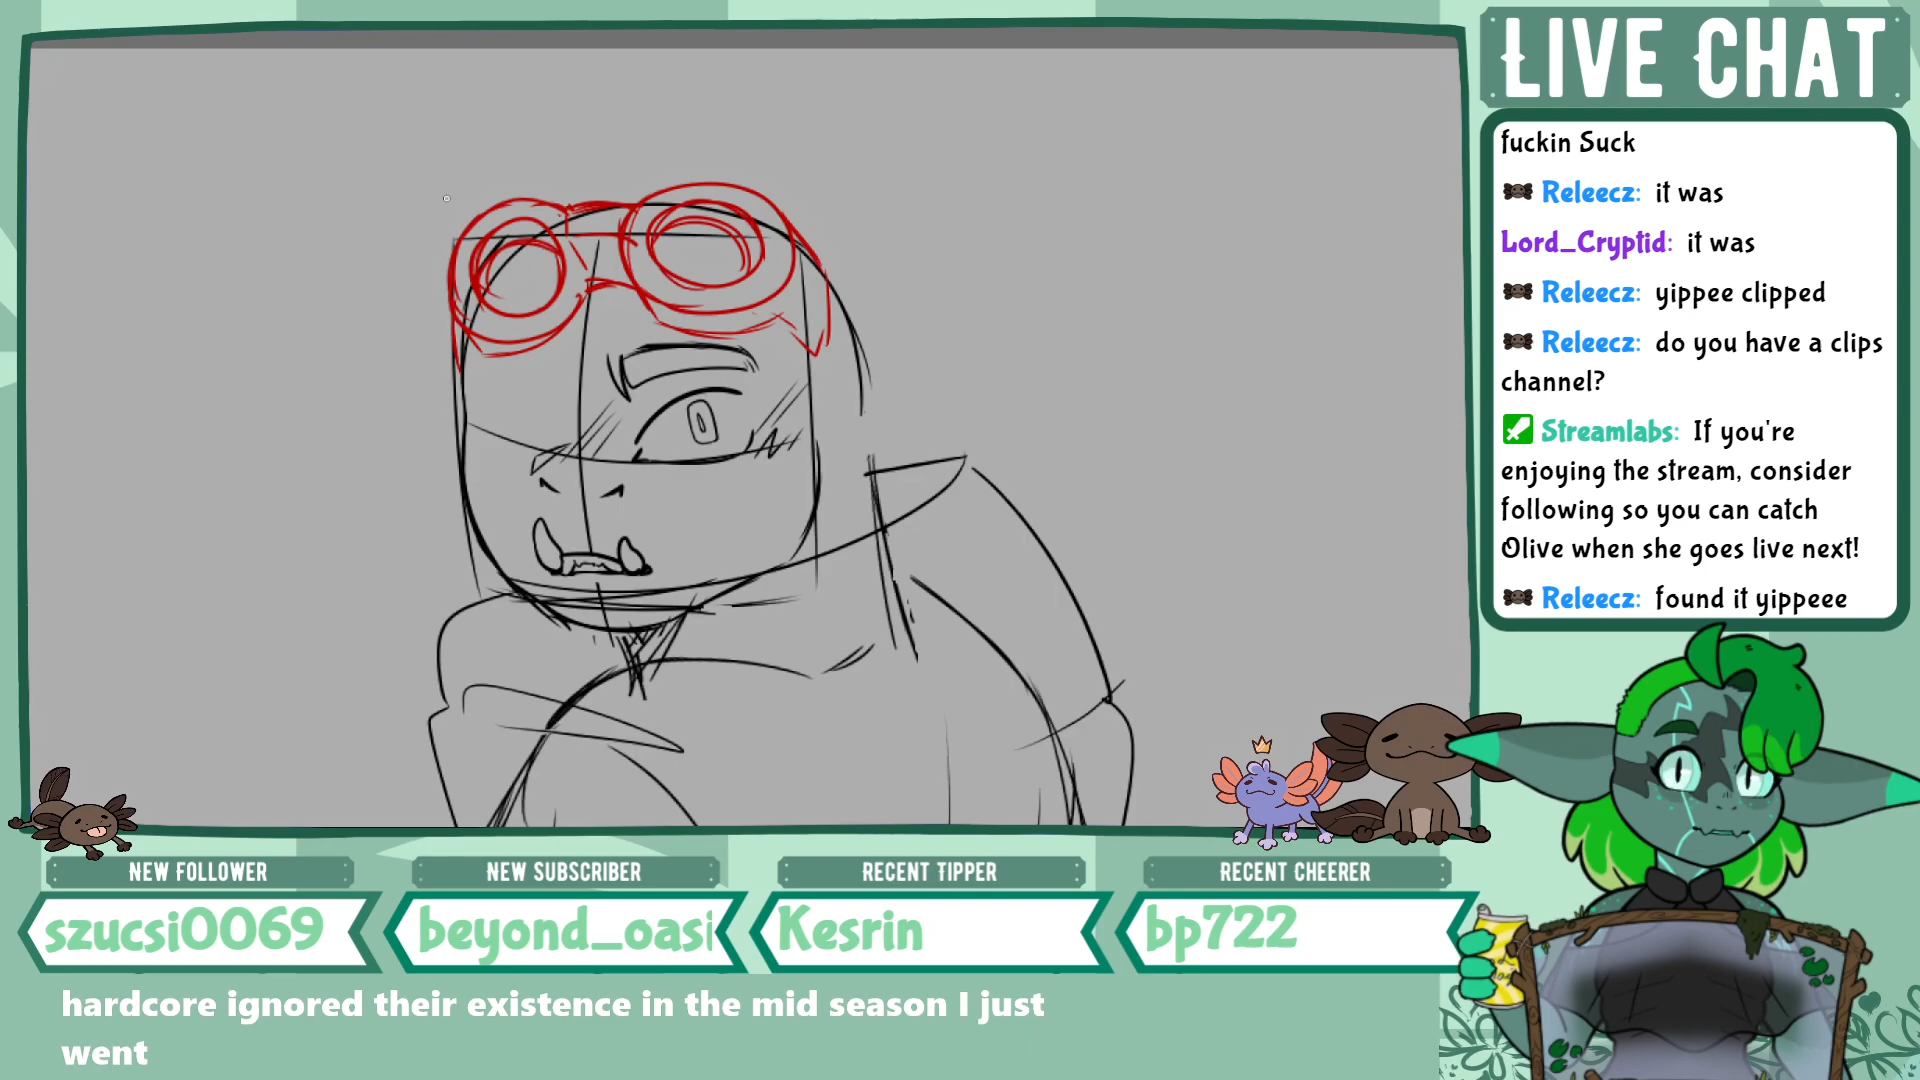 LIVE CHAT
fuckin Suck
Releecz: it was
Lord_Cryptid: it was
Releecz: yippee clipped
Releecz: do you have a clips
channel?
Streamlabs: If you're
enjoying the stream, consider
following so you can catch
Olive when she goes live next!
Releecz: found it yippeee
NEW FOLLOWER
szucsi0069
NEW SUBSCRIBER
beyond_oasi
RECENT TIPPER
Kesrin
RECENT CHEERER
bp722
hardcore ignored their existence in the mid season I just
went